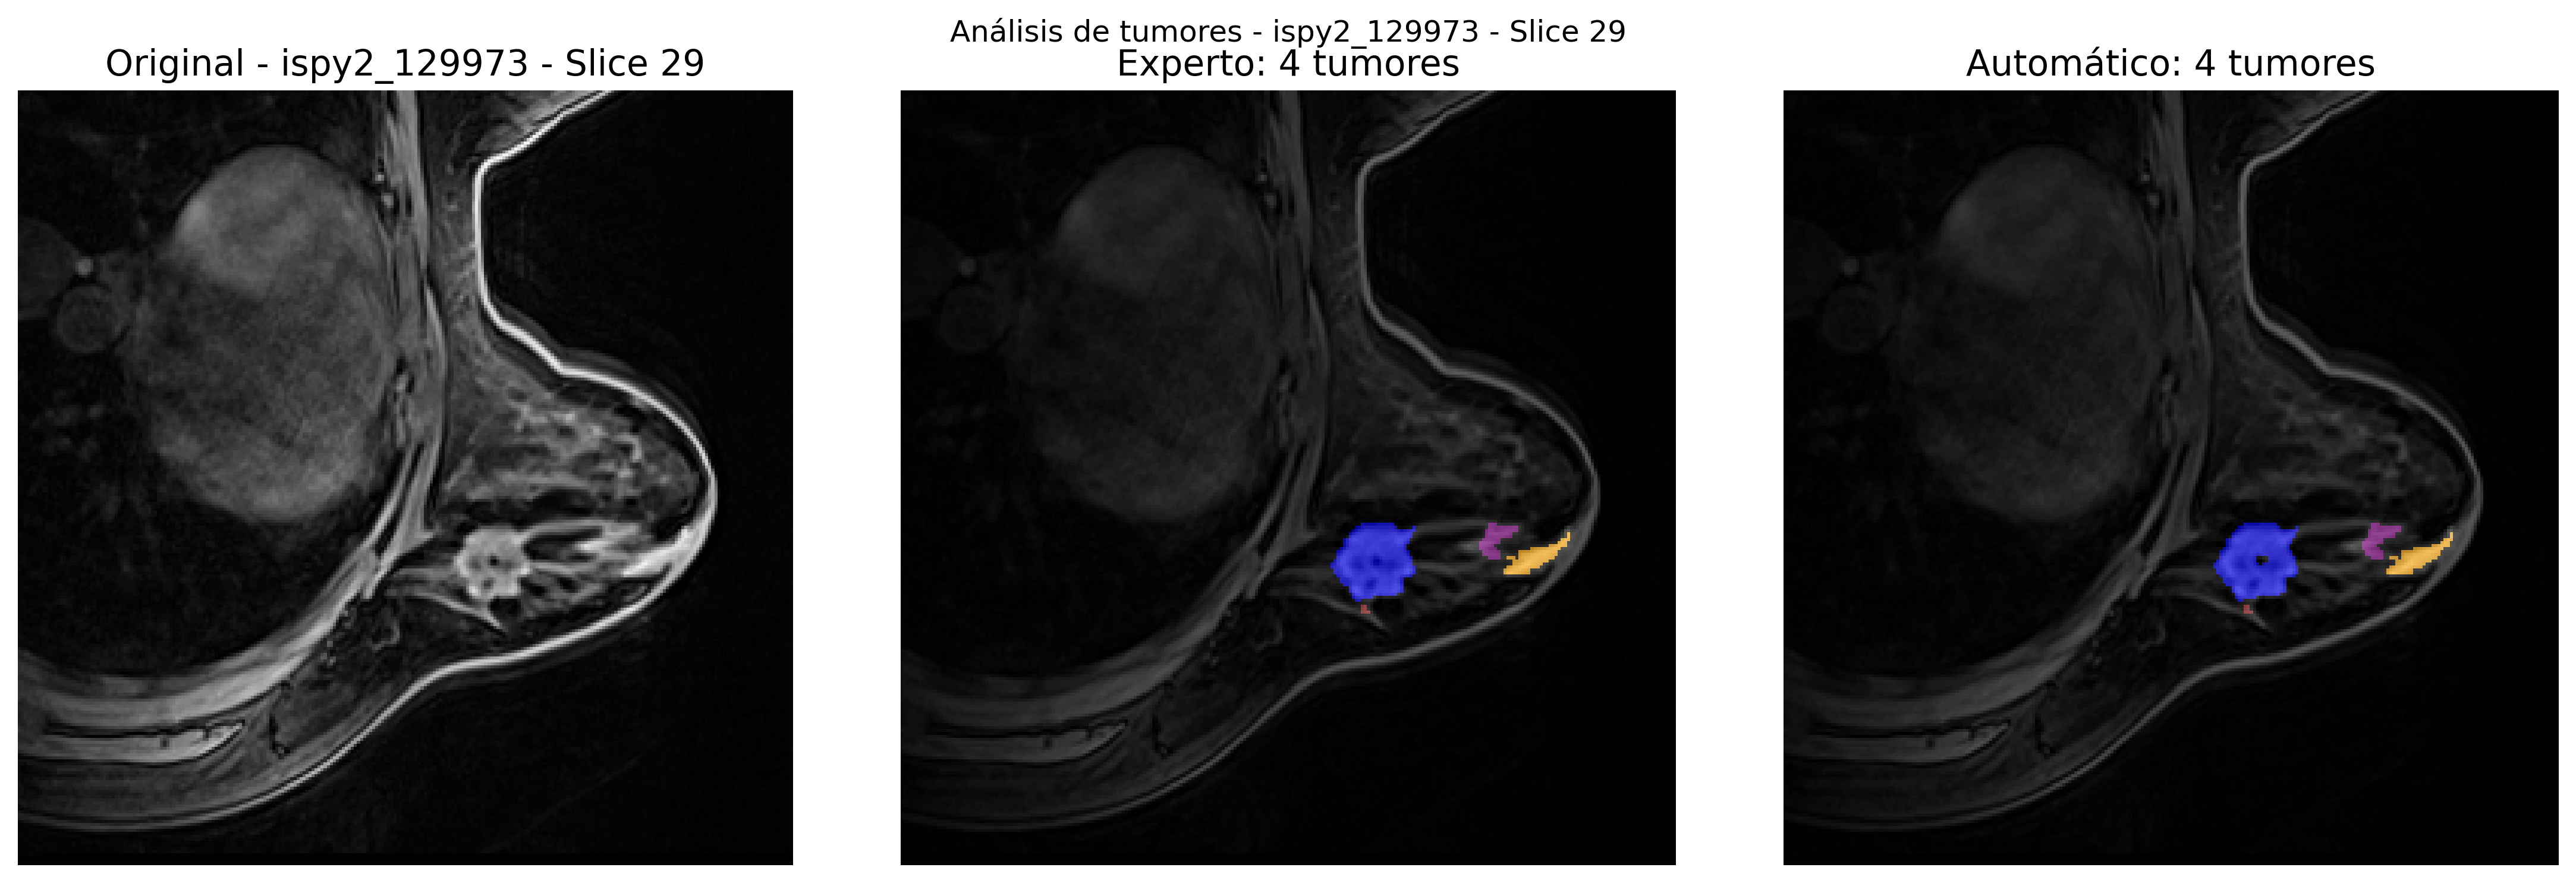 Análisis de tumores - ispy2_129973 - Slice 29
Original - ispy2_129973 - Slice 29
Experto: 4 tumores
Automático: 4 tumores